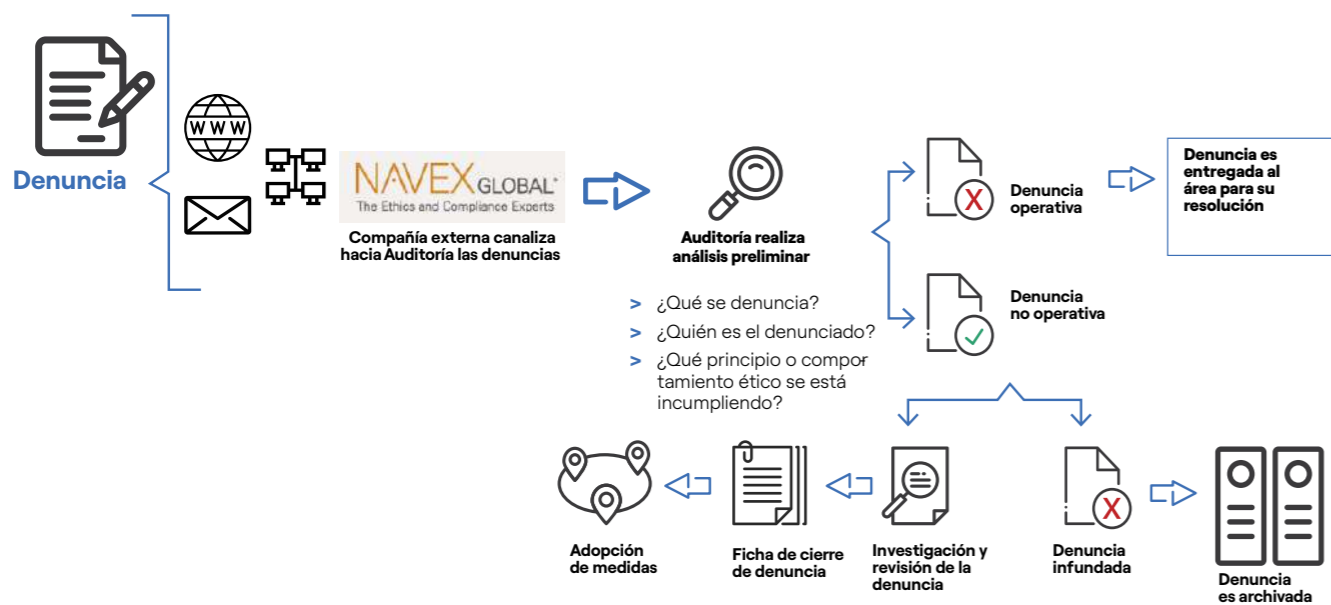 Denuncia
WWW
NAVEX GLOBAL®
The Ethics and Compliance Experts
Compañía externa canaliza
hacia Auditoría las denuncias
Auditoría realiza
análisis preliminar
> ¿Qué se denuncia?
> ¿Quién es el denunciado?
> ¿Qué principio o compor
tamiento ético se está
incumpliendo?
X
Denuncia
operativa
Denuncia es
entregada al
área para su
resolución
Denuncia
no operativa
Adopción
de medidas
Ficha de cierre
de denuncia
Investigación y
revisión de la
denuncia
X
Denuncia
infundada
Denuncia
es archivada